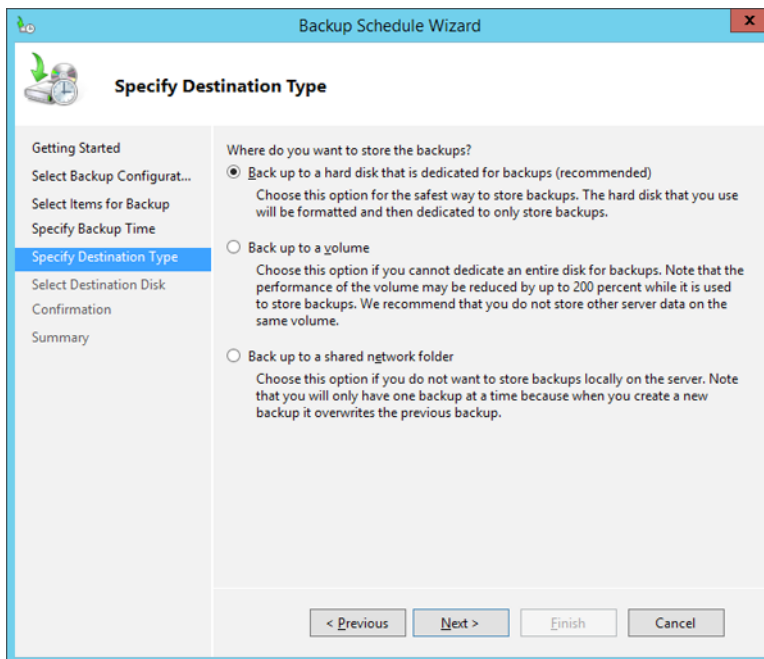 Backup Schedule Wizard
x
Specify Destination Type
Getting Started
Select Backup Configurat...
Select Items for Backup
Specify Backup Time
Specify Destination Type
Select Destination Disk
Confirmation
Summary
Where do you want to store the backups?
Back up to a hard disk that is dedicated for backups (recommended)
Choose this option for the safest way to store backups. The hard disk that you use
will be formatted and then dedicated to only store backups.
Back up to a volume
Choose this option if you cannot dedicate an entire disk for backups. Note that the
performance of the volume may be reduced by up to 200 percent while it is used
to store backups. We recommend that you do not store other server data on the
same volume.
Back up to a shared network folder
Choose this option if you do not want to store backups locally on the server. Note
that you will only have one backup at a time because when you create a new
backup it overwrites the previous backup.
< Previous
Next >
Finish
Cancel